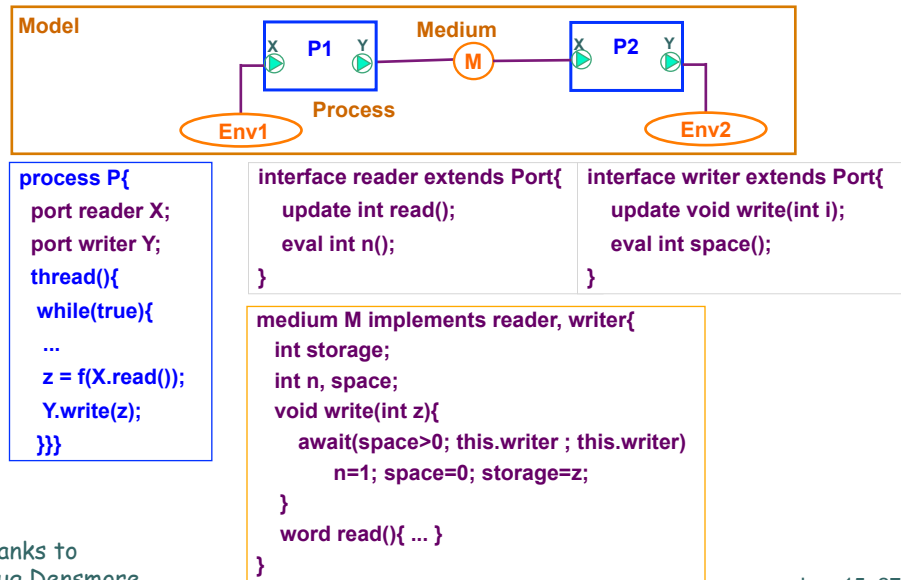 Model
Medium
X P1 Y
M
X P2 Y
Process
Env1
Env2
process P{
port reader X;
port writer Y;
thread(){
while(true){
...
z = f(X.read());
Y.write(z);
}}}
interface reader extends Port{
update int read();
eval int n();
}
interface writer extends Port{
update void write(int i);
eval int space();
}
medium M implements reader, writer{
int storage;
int n, space;
void write(int z){
await(space>0; this.writer ; this.writer)
n=1; space=0; storage=z;
}
word read(){ ... }
}
anks to
Densmore